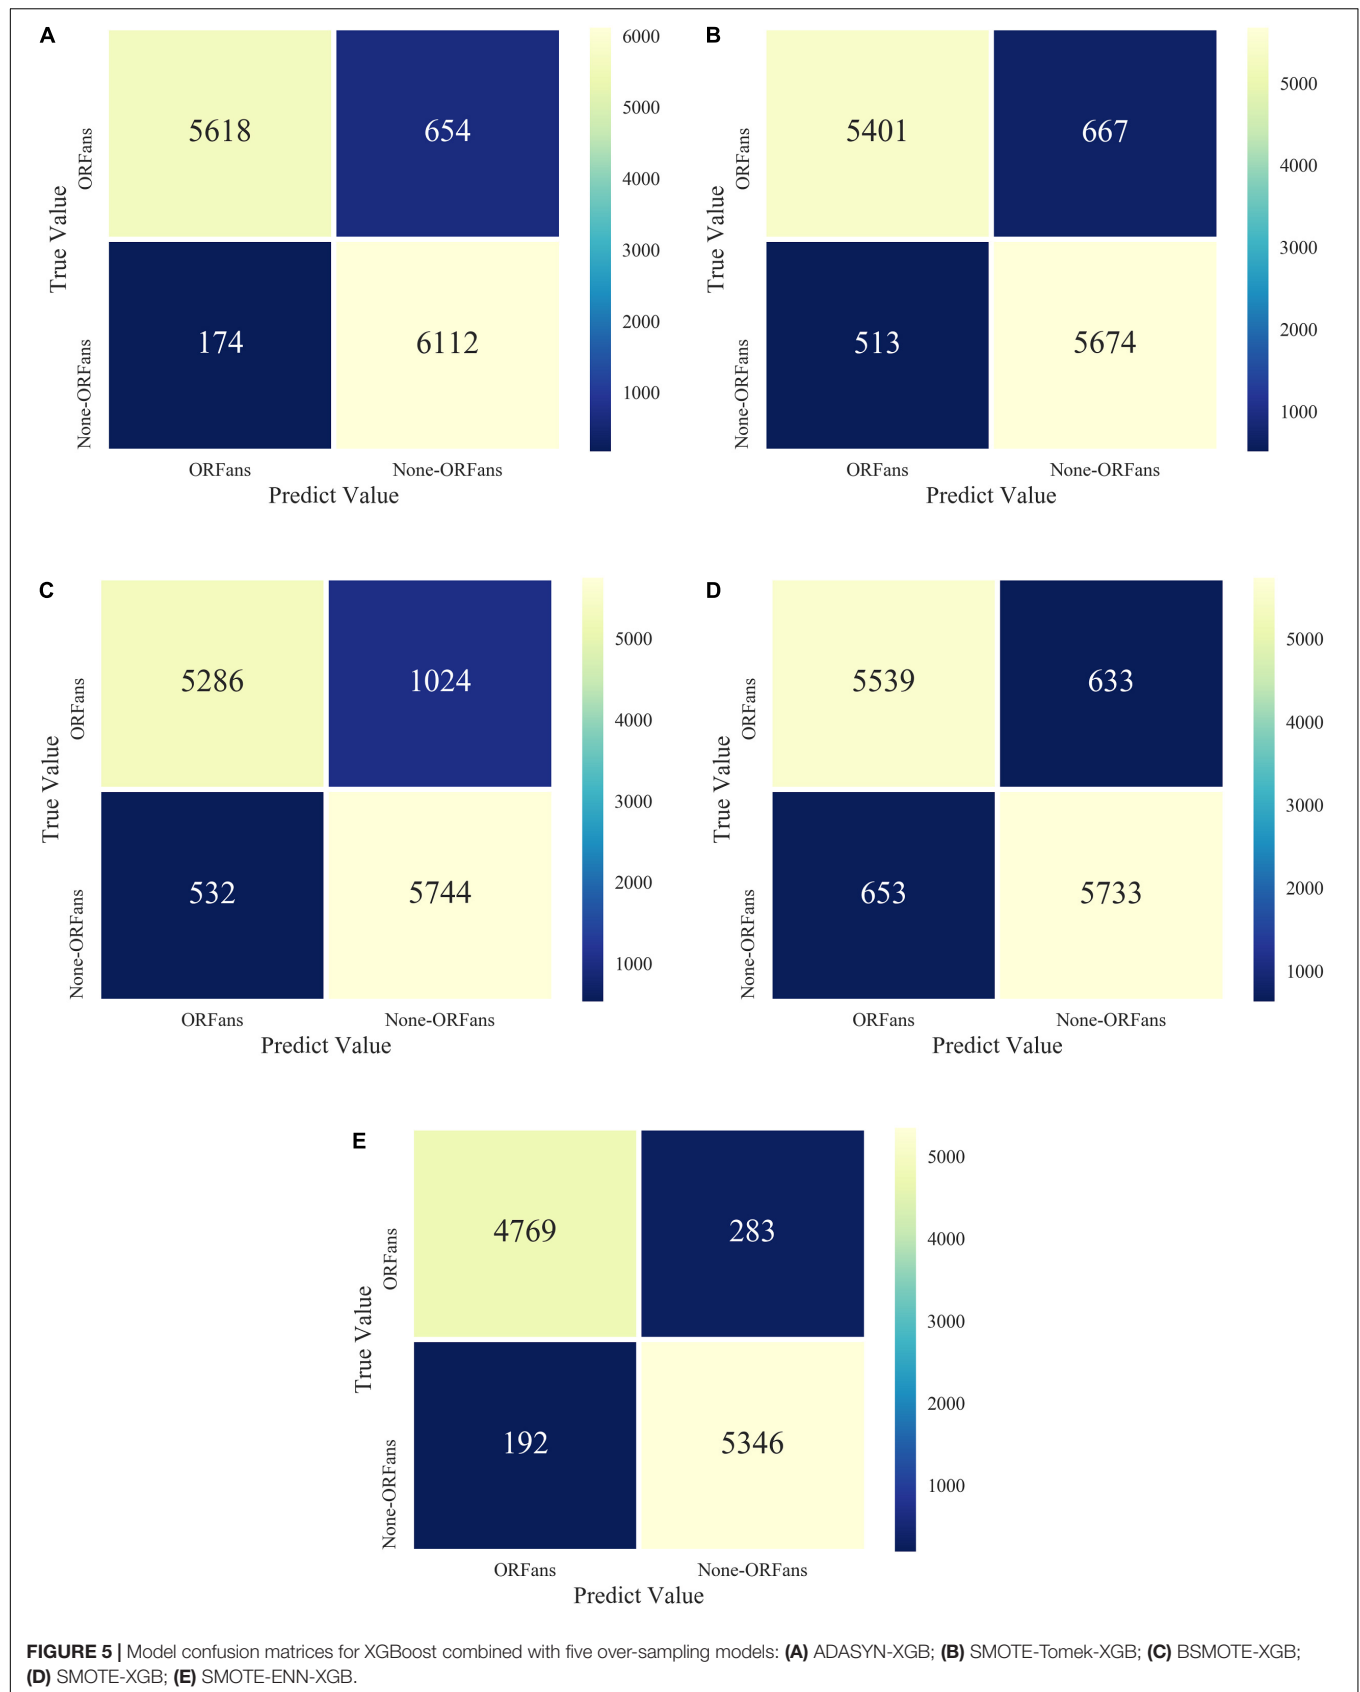 A
5618
654
174
6112
ORFans
None-ORFans
True Value
ORFans
None-ORFans
Predict Value
6000
5000
4000
3000
2000
1000
B
5401
667
513
5674
ORFans
None-ORFans
True Value
ORFans
None-ORFans
Predict Value
5000
4000
3000
2000
1000
C
5286
1024
532
5744
ORFans
None-ORFans
True Value
ORFans
None-ORFans
Predict Value
5000
4000
3000
2000
1000
D
5539
633
653
5733
ORFans
None-ORFans
True Value
ORFans
None-ORFans
Predict Value
5000
4000
3000
2000
1000
E
4769
283
192
5346
ORFans
None-ORFans
True Value
ORFans
None-ORFans
Predict Value
5000
4000
3000
2000
1000
FIGURE 5 | Model confusion matrices for XGBoost combined with five over-sampling models: (A) ADASYN-XGB; (B) SMOTE-Tomek-XGB; (C) BSMOTE-XGB;
(D) SMOTE-XGB; (E) SMOTE-ENN-XGB.